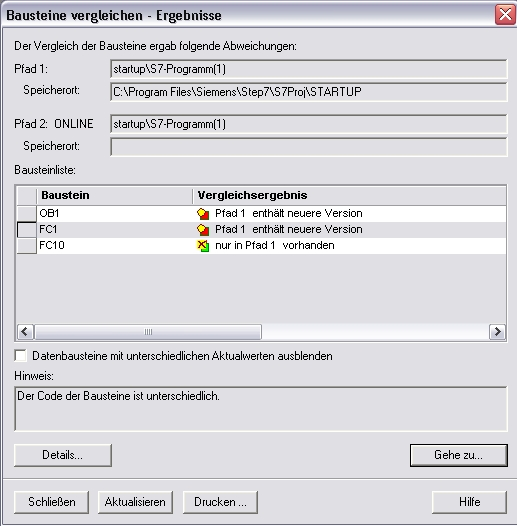 Bausteine vergleichen - Ergebnisse
Der Vergleich der Bausteine ergab folgende Abweichungen:
Pfad 1: startup\S7-Programm(1)
Speicherort: C:\Program Files\Siemens\Step7\S7Proj\STARTUP
Pfad 2: ONLINE startup\S7-Programm(1)
Speicherort:
Bausteinliste:
Baustein Vergleichsergebnis
OB1 Pfad 1 enthält neuere Version
FC1 Pfad 1 enthält neuere Version
FC10 nur in Pfad 1 vorhanden
Datenbausteine mit unterschiedlichen Aktualwerten ausblenden
Hinweis:
Der Code der Bausteine ist unterschiedlich.
Details... Gehe zu...
Schließen Aktualisieren Drucken ... Hilfe